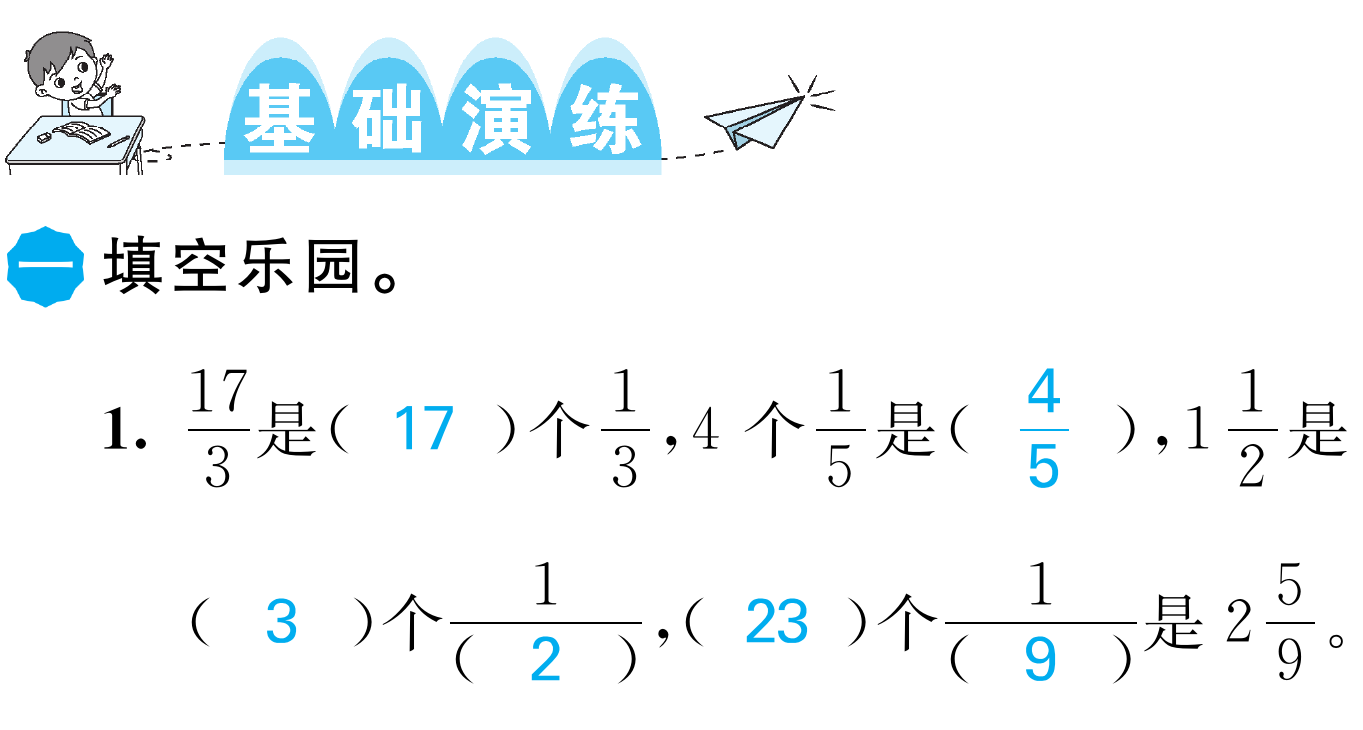 基础演练
一 填空乐园。
1. 17/3是( 17 )个1/3,4 个1/5是( 4/5 ),1 1/2是
( 3 )个1/( 2 ),( 23 )个1/( 9 )是 2 5/9。